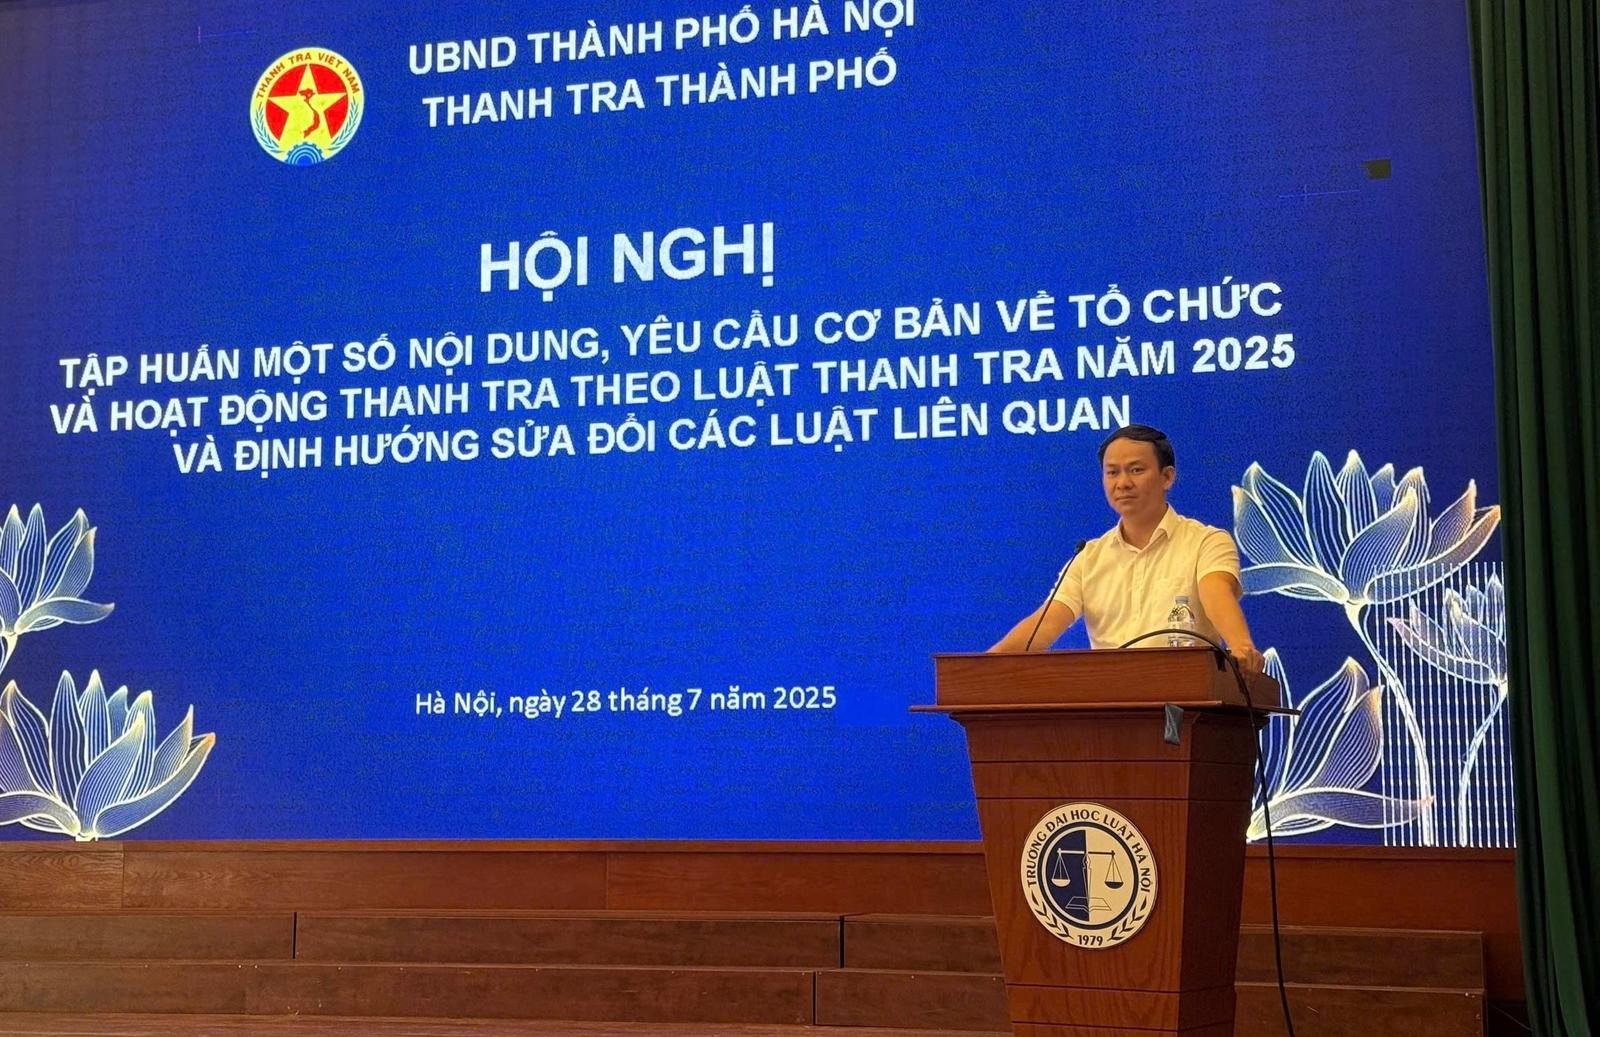 THANH TRA VIỆT NAM
UBND THÀNH PHỐ HÀ NỘI
THANH TRA THÀNH PHỐ
HỘI NGHỊ
TẬP HUẤN MỘT SỐ NỘI DUNG, YÊU CẦU CƠ BẢN VỀ TỔ CHỨC
VÀ HOẠT ĐỘNG THANH TRA THEO LUẬT THANH TRA NĂM 2025
VÀ ĐỊNH HƯỚNG SỬA ĐỔI CÁC LUẬT LIÊN QUAN
Hà Nội, ngày 28 tháng 7 năm 2025
TRƯỜNG ĐẠI HỌC LUẬT HÀ NỘI
1979